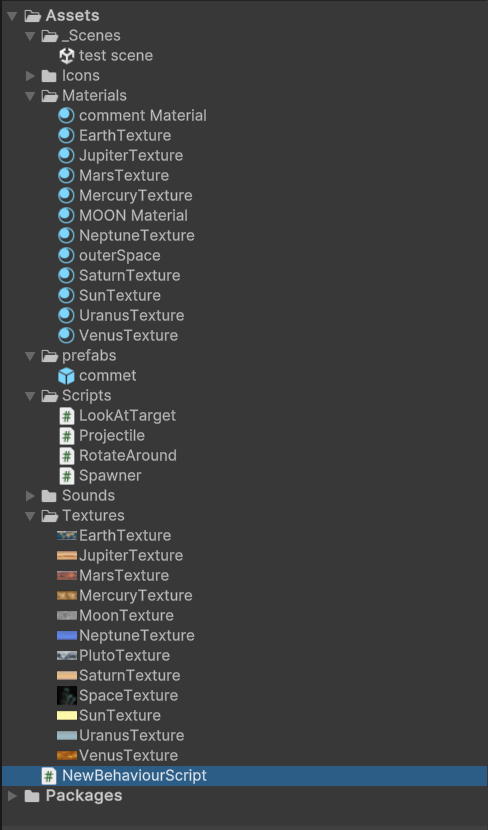 Assets
_Scenes
test scene
Icons
Materials
comment Material
EarthTexture
JupiterTexture
MarsTexture
MercuryTexture
MOON Material
NeptuneTexture
outerSpace
SaturnTexture
SunTexture
UranusTexture
VenusTexture
prefabs
commet
Scripts
LookAtTarget
Projectile
RotateAround
Spawner
Sounds
Textures
EarthTexture
JupiterTexture
MarsTexture
MercuryTexture
MoonTexture
NeptuneTexture
PlutoTexture
SaturnTexture
SpaceTexture
SunTexture
UranusTexture
VenusTexture
NewBehaviourScript
Packages